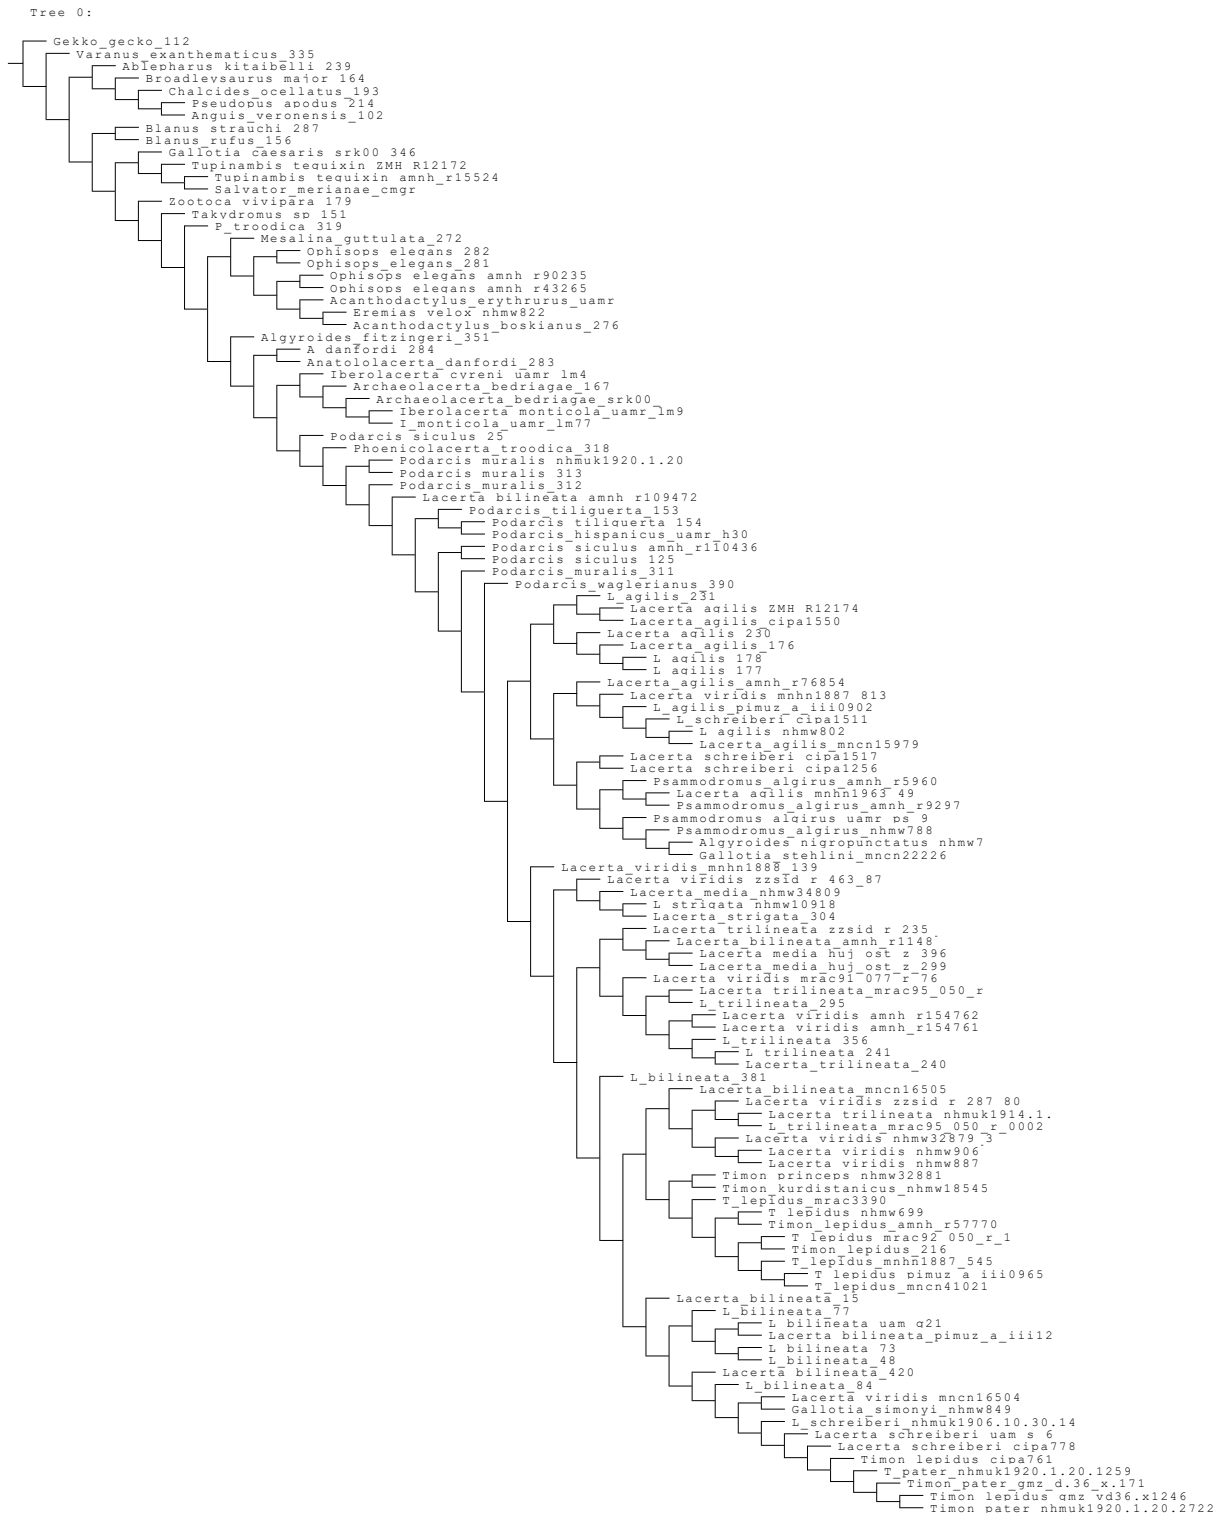 Tree 0:
Gekko_gecko_112
Varanus_exanthematicus_335
Ablepharus_kitaibelli_239
Broadleysaurus_major_164
Chalcides_ocellatus_193
Pseudopus_apodus_214
Anguis_veronensis_102
Blanus_strauchi_287
Blanus_rufus_156
Gallotia_caesaris_srk00_346
Tupinambis_teguixin_ZMH_R12172
Tupinambis_teguixin_amnh_r15524
Salvator_merianae_cmgr
Zootoca_vivipara_179
Takydromus_sp_151
P_troodica_319
Mesalina_guttulata_272
Ophisops_elegans_282
Ophisops_elegans_281
Ophisops_elegans_amnh_r90235
Ophisops_elegans_amnh_r43265
Acanthodactylus_erythrurus_uamr
Eremias_velox_nhmw822
Acanthodactylus_boskianus_276
Algyroides_fitzingeri_351
A_danfordi_284
Anatololacerta_danfordi_283
Iberolacerta_cyreni_uamr_lm4
Archaeolacerta_bedriagae_167
Archaeolacerta_bedriagae_srk00_
Iberolacerta_monticola_uamr_lm9
I_monticola_uamr_lm77
Podarcis_siculus_25
Phoenicolacerta_troodica_318
Podarcis_muralis_nhmuk1920.1.20
Podarcis_muralis_313
Podarcis_muralis_312
Lacerta_bilineata_amnh_r109472
Podarcis_tiliguerta_153
Podarcis_tiliguerta_154
Podarcis_hispanicus_uamr_h30
Podarcis_siculus_amnh_r110436
Podarcis_siculus_125
Podarcis_muralis_311
Podarcis_waglerianus_390
L_agilis_231
Lacerta_agilis_ZMH_R12174
Lacerta_agilis_cipa1550
Lacerta_agilis_230
Lacerta_agilis_176
L_agilis_178
L_agilis_177
Lacerta_agilis_amnh_r76854
Lacerta_viridis_mnhn1887_813
L_agilis_pimuz_a_iii0902
L_schreiberi_cipa1511
L_agilis_nhmw802
Lacerta_agilis_mncn15979
Lacerta_schreiberi_cipa1517
Lacerta_schreiberi_cipa1256
Psammodromus_algirus_amnh_r5960
Lacerta_agilis_mnhn1963_49
Psammodromus_algirus_amnh_r9297
Psammodromus_algirus_uamr_ps_9
Psammodromus_algirus_nhmw788
Algyroides_nigropunctatus_nhmw7
Gallotia_stehlini_mncn22226
Lacerta_viridis_mnhn1888_139
Lacerta_viridis_zzsid_r_463_87
Lacerta_media_nhmw34809
L_strigata_nhmw10918
Lacerta_strigata_304
Lacerta_trilineata_zzsid_r_235_
Lacerta_bilineata_amnh_r1148
Lacerta_media_huj_ost_z_396
Lacerta_media_huj_ost_z_299
Lacerta_viridis_mrac91_077_r_76
Lacerta_trilineata_mrac95_050_r
L_trilineata_295
Lacerta_viridis_amnh_r154762
Lacerta_viridis_amnh_r154761
L_trilineata_356
L_trilineata_241
Lacerta_trilineata_240
L_bilineata_381
Lacerta_bilineata_mncn16505
Lacerta_viridis_zzsid_r_287_80
Lacerta_trilineata_nhmuk1914.1.
L_trilineata_mrac95_050_r_0002
Lacerta_viridis_nhmw32879_3
Lacerta_viridis_nhmw906
Lacerta_viridis_nhmw887
Timon_princeps_nhmw32881
Timon_kurdistanicus_nhmw18545
T_lepidus_mrac3390
T_lepidus_nhmw699
Timon_lepidus_amnh_r57770
T_lepidus_mrac92_050_r_1
Timon_lepidus_216
T_lepidus_mnhn1887_545
T_lepidus_pimuz_a_iii0965
T_lepidus_mncn41021
Lacerta_bilineata_15
L_bilineata_77
L_bilineata_uam_g21
Lacerta_bilineata_pimuz_a_iii12
L_bilineata_73
L_bilineata_48
Lacerta_bilineata_420
L_bilineata_84
Lacerta_viridis_mncn16504
Gallotia_simonyi_nhmw849
L_schreiberi_nhmuk1906.10.30.14
Lacerta_schreiberi_uam_s_6
Lacerta_schreiberi_cipa778
Timon_lepidus_cipa761
T_pater_nhmuk1920.1.20.1259
Timon_pater_gmz_d.36_x.171
Timon_lepidus_gmz_vd36.x1246
Timon_pater_nhmuk1920.1.20.2722